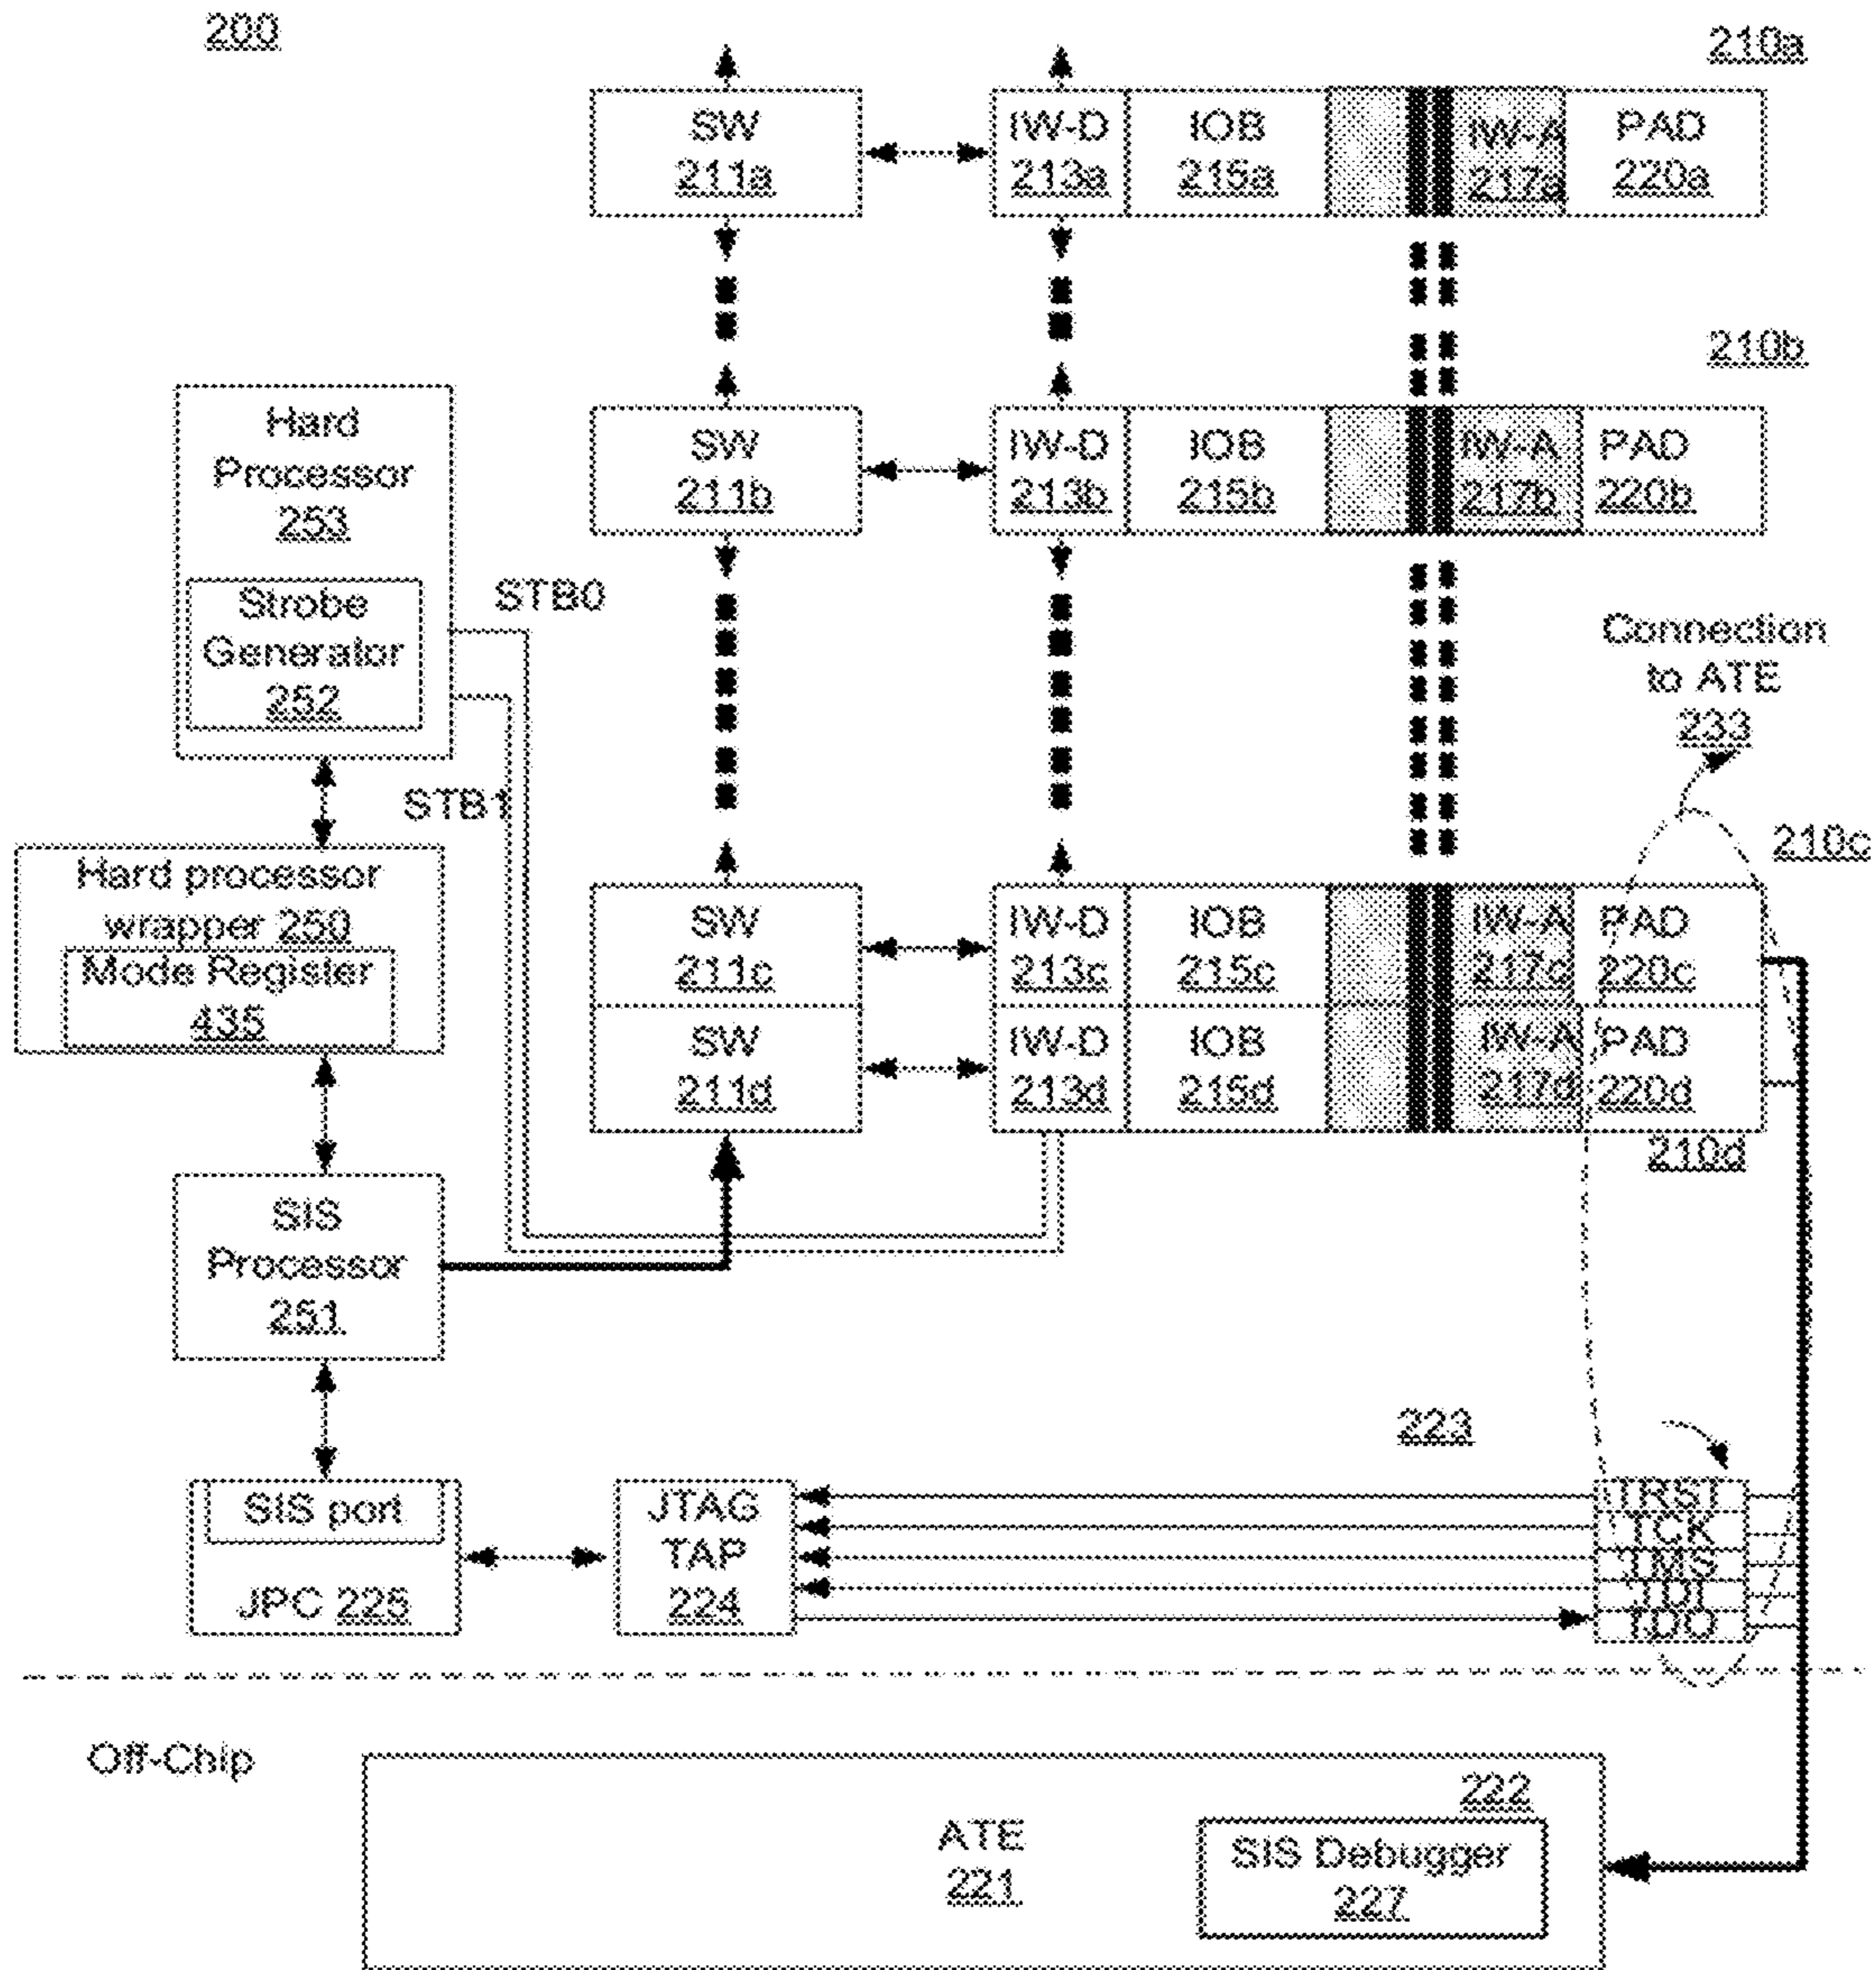 200
210a
SW
211a
IW-D
213a
IOB
215a
IW-A
217a
PAD
220a
210b
SW
211b
IW-D
213b
IOB
215b
IW-A
217b
PAD
220b
Hard
Processor
253
Strobe
Generator
252
STB0
STB1
Connection
to ATE
233
Hard processor
wrapper 250
Mode Register
435
210c
SW
211c
IW-D
213c
IOB
215c
IW-A
217c
PAD
220c
SW
211d
IW-D
213d
IOB
215d
IW-A
217d
PAD
220d
210d
SIS
Processor
251
223
SIS port
JPC 225
JTAG
TAP
224
TRST
TCK
TMS
TDI
TDO
Off-Chip
ATE
221
222
SIS Debugger
227